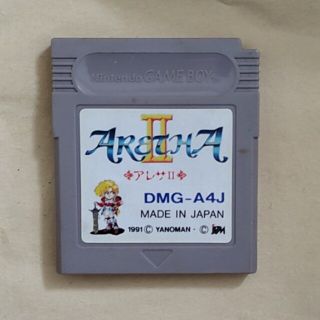 Nintendo GAME BOY
ARETHA II
アレサII
DMG-A4J
MADE IN JAPAN
1991 © YANOMAN · ©